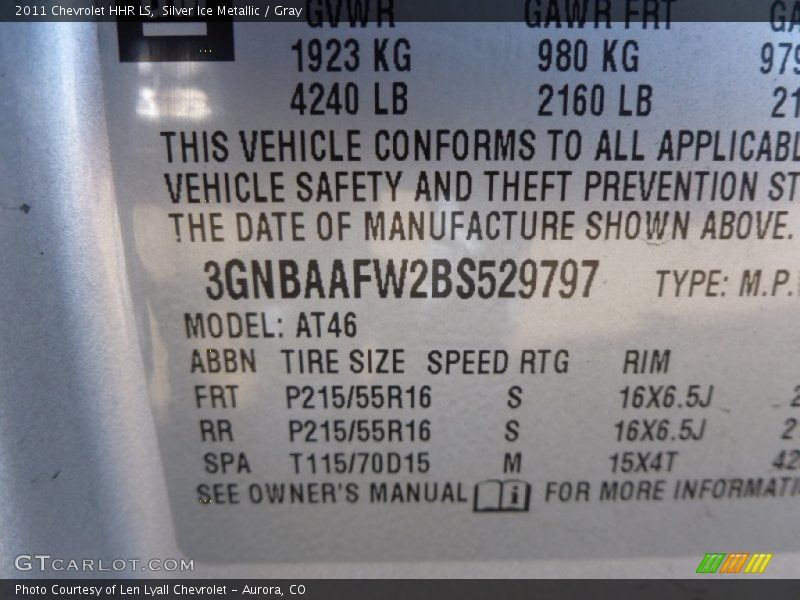 2011 Chevrolet HHR LS, Silver Ice Metallic / Gray
GVWR GAWR FRT
1923 KG 980 KG
4240 LB 2160 LB
THIS VEHICLE CONFORMS TO ALL
VEHICLE SAFETY AND THEFT PREVENTION
THE DATE OF MANUFACTURE SHOWN ABOVE.
3GNBAAFW2BS529797 TYPE: M.P.
MODEL: AT46
ABBN TIRE SIZE SPEED RTG RIM
FRT P215/55R16 S 16X6.5J
RR P215/55R16 S 16X6.5J
SPA T115/70D15 M 15X4T
SEE OWNER'S MANUAL i FOR MORE
GTCARLOT.COM
Photo Courtesy of Len Lyall Chevrolet - Aurora, CO